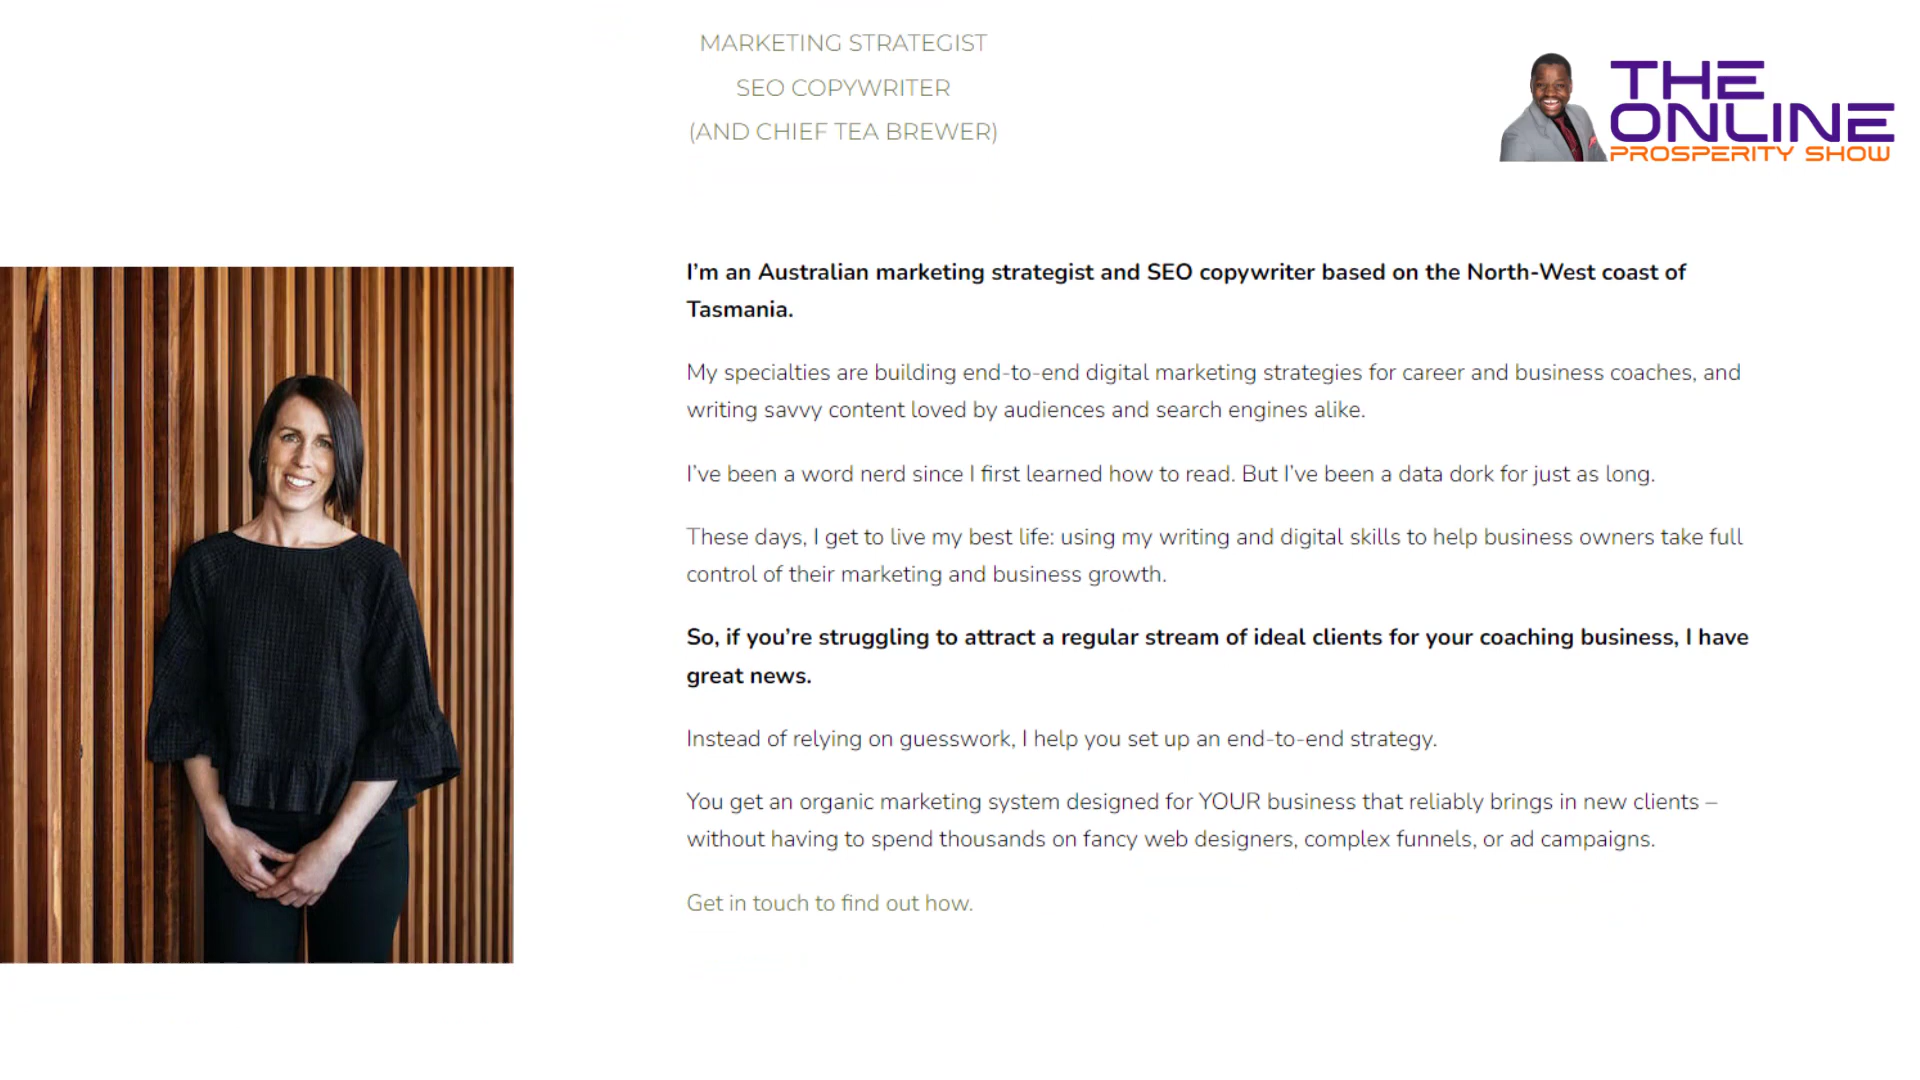 MARKETING STRATEGIST
SEO COPYWRITER
(AND CHIEF TEA BREWER)
THE
ONLINE
PROSPERITY SHOW
I’m an Australian marketing strategist and SEO copywriter based on the North-West coast of
Tasmania.
My specialties are building end-to-end digital marketing strategies for career and business coaches, and
writing savvy content loved by audiences and search engines alike.
I’ve been a word nerd since I first learned how to read. But I’ve been a data dork for just as long.
These days, I get to live my best life: using my writing and digital skills to help business owners take full
control of their marketing and business growth.
So, if you’re struggling to attract a regular stream of ideal clients for your coaching business, I have
great news.
Instead of relying on guesswork, I help you set up an end-to-end strategy.
You get an organic marketing system designed for YOUR business that reliably brings in new clients –
without having to spend thousands on fancy web designers, complex funnels, or ad campaigns.
Get in touch to find out how.